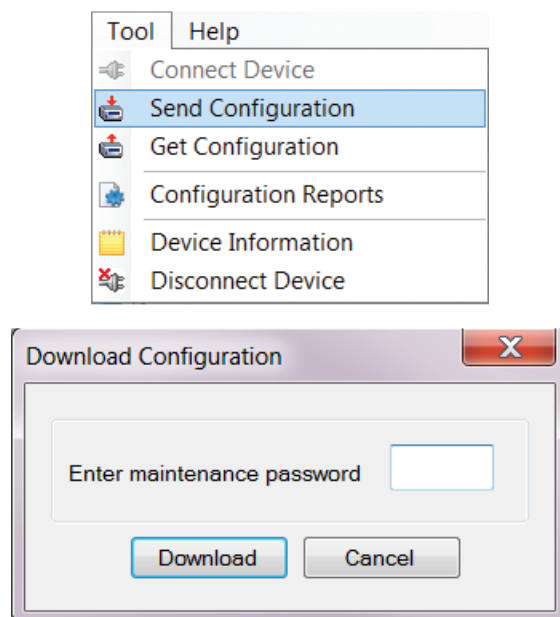 Tool Help
Connect Device
Send Configuration
Get Configuration
Configuration Reports
Device Information
Disconnect Device
Download Configuration
Enter maintenance password
Download Cancel